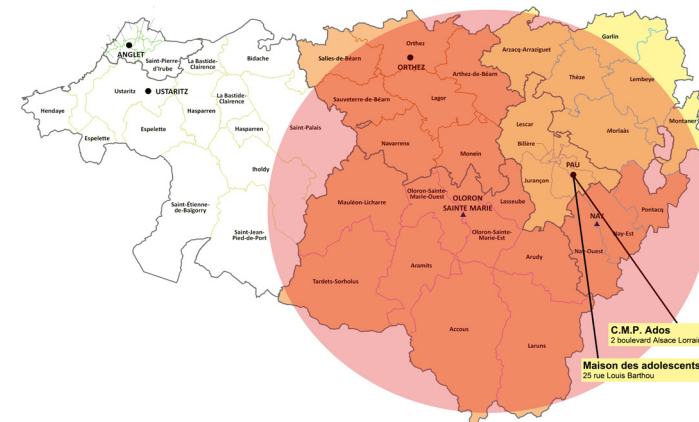 Orthez
Garlin
ANGLET
Saint-Pierre-
d'Irube
La Bastide-
Clairence
Bidache
Salies-de-Béarn
ORTHEZ
Arzacq-Arraziguet
Arthez-de-Béarn
Thèze
Lembeye
Ustaritz
USTARITZ
La Bastide-
Clairence
Sauveterre-de-Béarn
Lagor
Hendaye
Hasparren
Montaner
Espelette
Espelette
Hasparren
Saint-Palais
Lescar
Morlaàs
Navarrenx
Billère
Monein
Iholdy
PAU
Jurançon
Oloron-Sainte-
Marie-Ouest
OLORON
SAINTE MARIE
Lasseube
Mauléon-Licharre
Saint-Étienne-
de-Baïgorry
Pontacq
NAY
Nay-Est
Saint-Jean-
Pied-de-Port
Oloron-Sainte-
Marie-Est
Nay-Ouest
Arudy
Aramits
Tardets-Sorholus
Accous
Laruns
C.M.P. Ados
2 boulevard Alsace Lorrain
Maison des adolescents
25 rue Louis Barthou